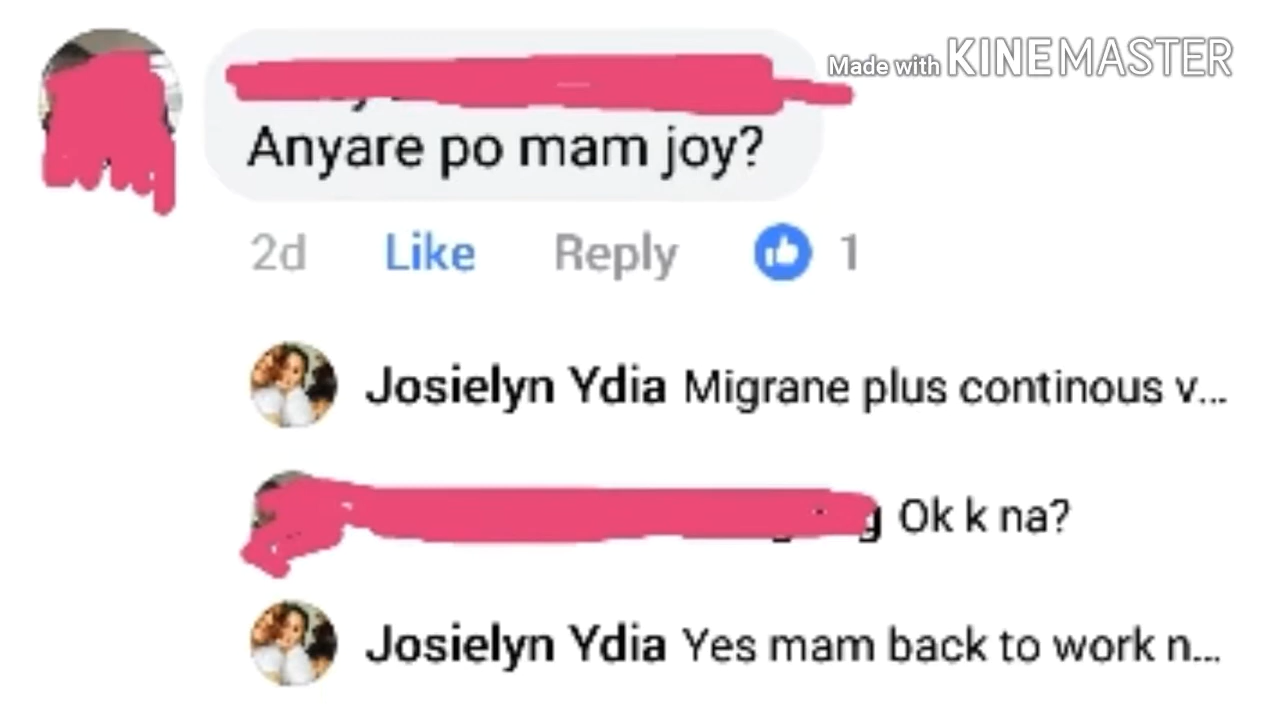 Made with KINEMASTER
Anyare po mam joy?
2d Like Reply 1
Josielyn Ydia Migrane plus continous v...
Ok k na?
Josielyn Ydia Yes mam back to work n...